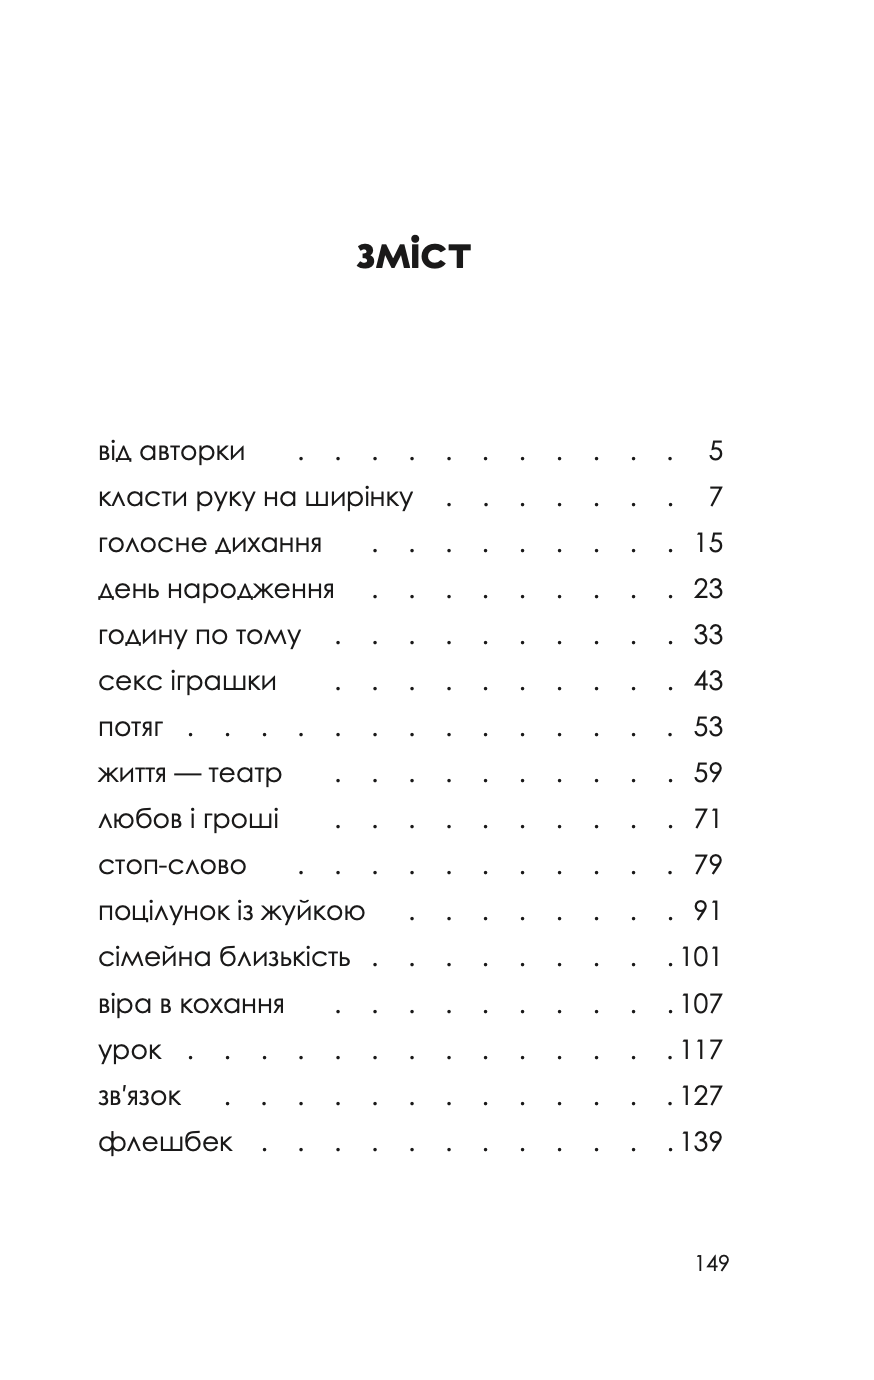 зміст
від авторки . . . . . . . . . . . 5
класти руку на ширінку . . . . . . . 7
голосне дихання . . . . . . . . . 15
день народження . . . . . . . . . 23
годину по тому . . . . . . . . . . 33
секс іграшки . . . . . . . . . . 43
потяг . . . . . . . . . . . . . . 53
життя — театр . . . . . . . . . . 59
любов і гроші . . . . . . . . . . 71
стоп-слово . . . . . . . . . . . 79
поцілунок із жуйкою . . . . . . . . 91
сімейна близькість . . . . . . . . . 101
віра в кохання . . . . . . . . . . 107
урок . . . . . . . . . . . . . . 117
зв'язок . . . . . . . . . . . . . 127
флешбек . . . . . . . . . . . . 139
149